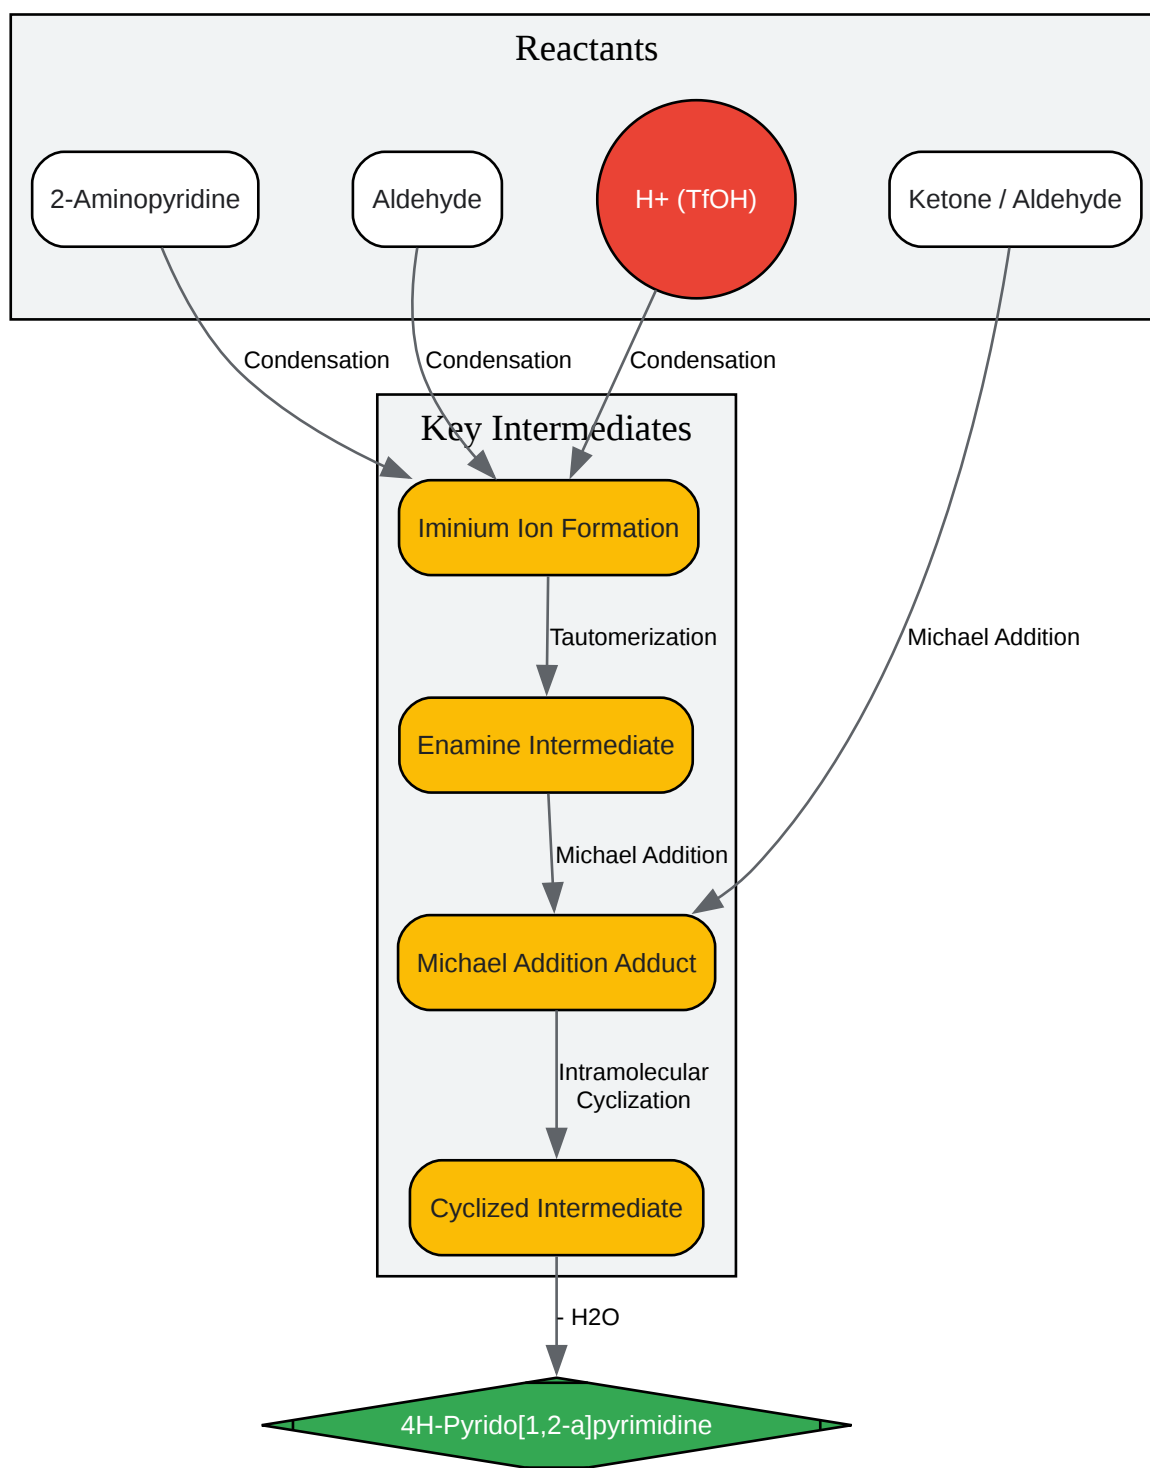 Reactants
2-Aminopyridine
Aldehyde
H+ (TfOH)
Ketone / Aldehyde
Condensation
Condensation
Condensation
Key Intermediates
Iminium Ion Formation
Tautomerization
Michael Addition
Enamine Intermediate
Michael Addition
Michael Addition Adduct
Intramolecular
Cyclization
Cyclized Intermediate
- H2O
4H-Pyrido[1,2-a]pyrimidine